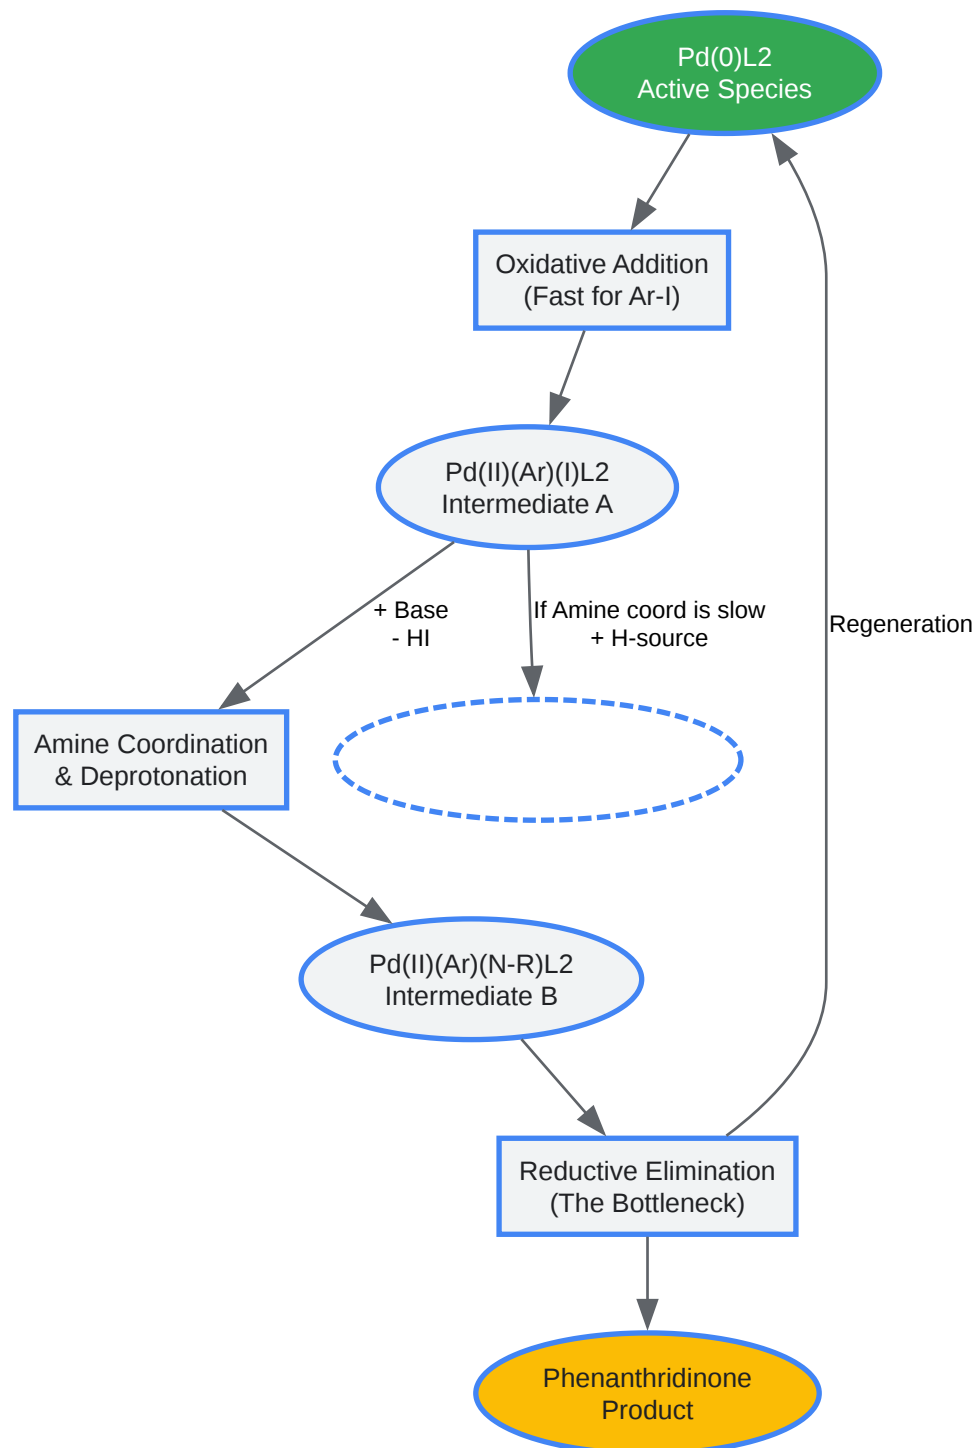 Pd(0)L2
Active Species
Oxidative Addition
(Fast for Ar-I)
Pd(II)(Ar)(I)L2
Intermediate A
+ Base
- HI
If Amine coord is slow
+ H-source
Regeneration
Amine Coordination
& Deprotonation
Pd(II)(Ar)(N-R)L2
Intermediate B
Reductive Elimination
(The Bottleneck)
Phenanthridinone
Product